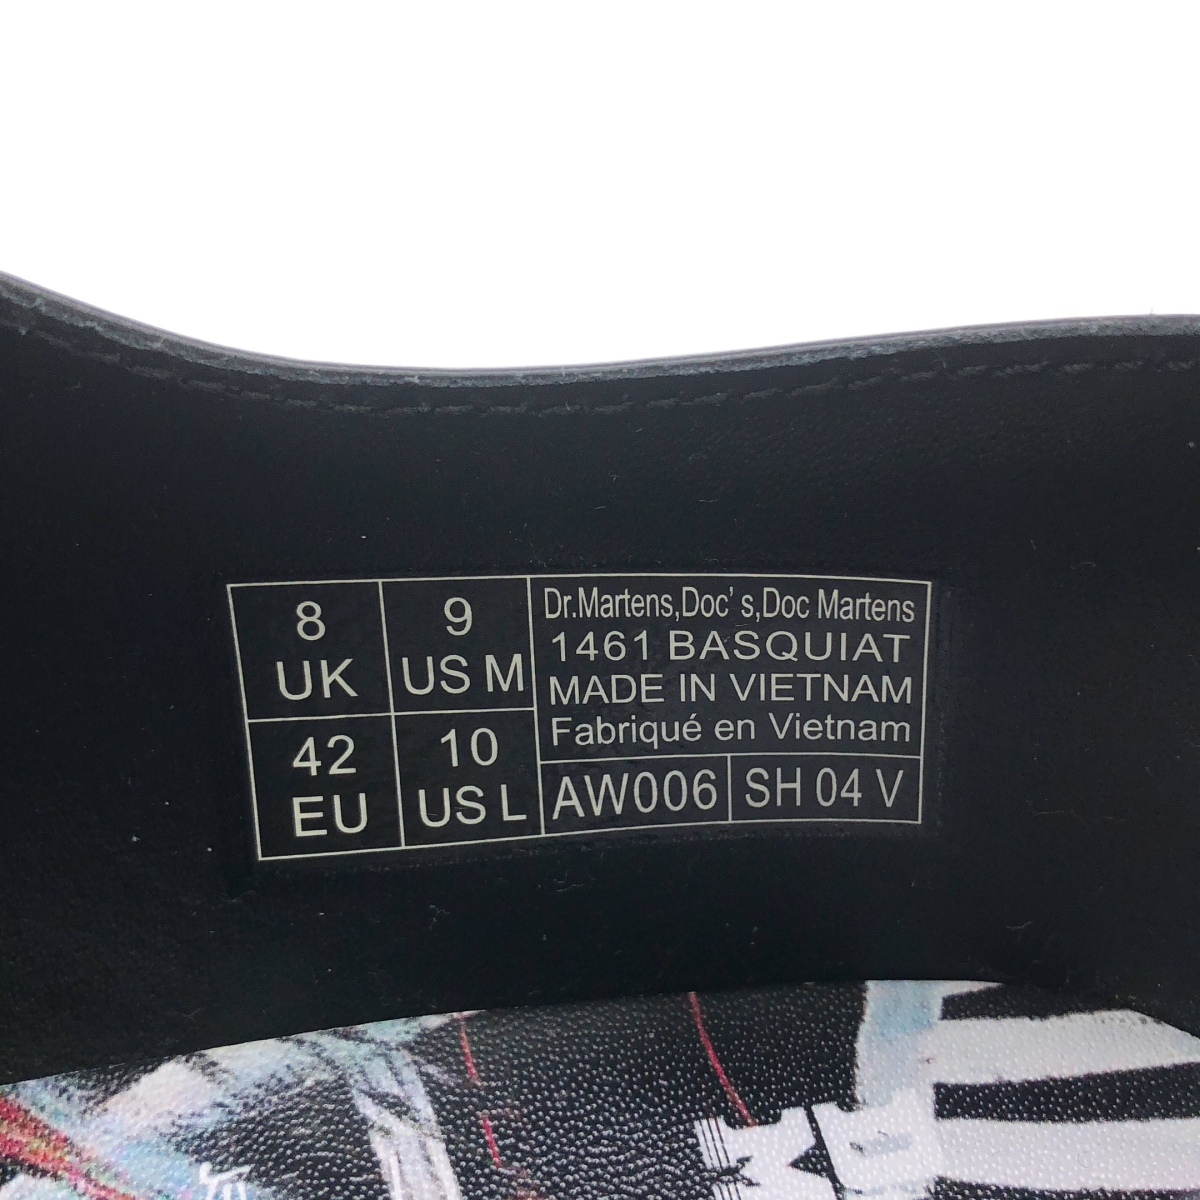 8
UK
9
US M
42
EU
10
US L
Dr.Martens,Doc's,Doc Martens
1461 BASQUIAT
MADE IN VIETNAM
Fabriqué en Vietnam
AW006
SH 04 V